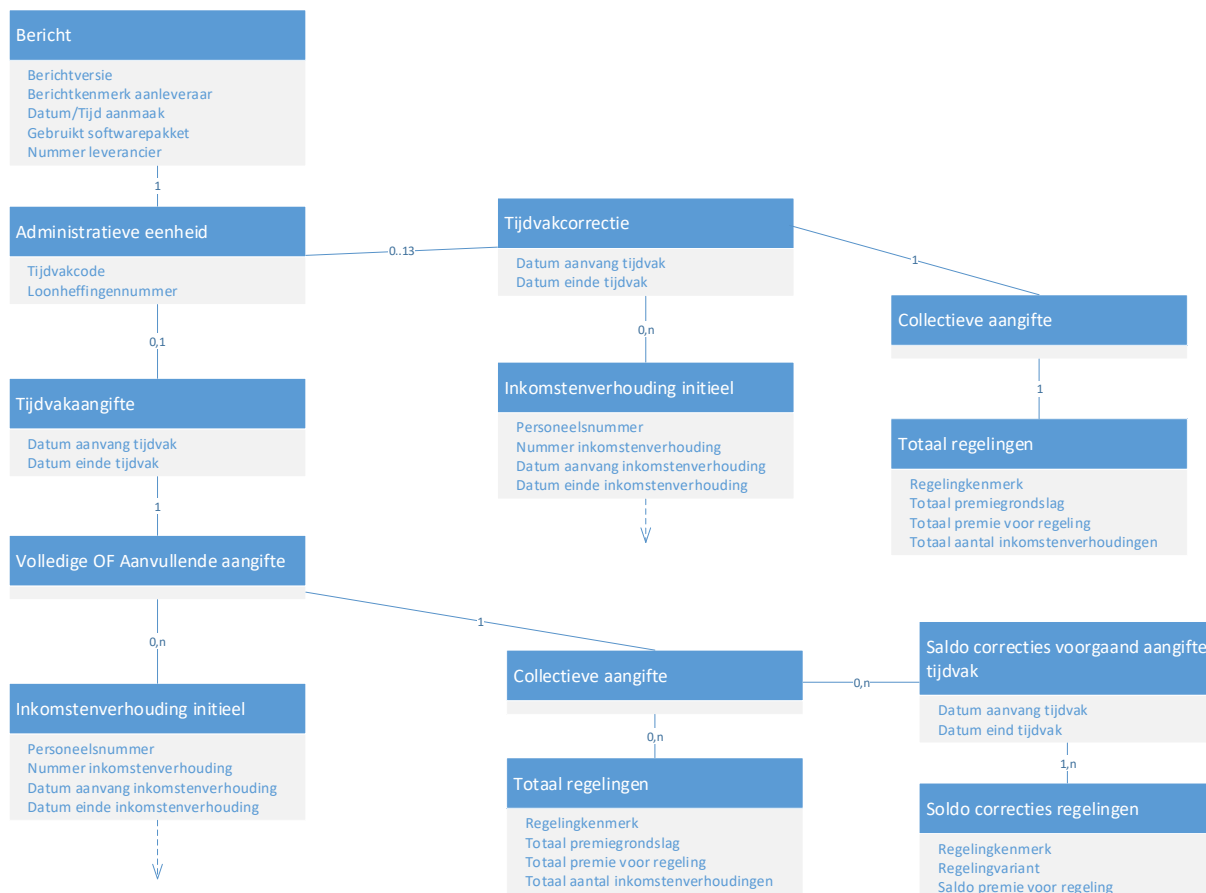 Bericht
Berichtversie
Berichtkenmerk aanleveraar
Datum/Tijd aanmaak
Gebruikt softwarepakket
Nummer leverancier
1
Administratieve eenheid
Tijdvakcode
Loonheffingennummer
0..13
Tijdvakcorrectie
Datum aanvang tijdvak
Datum einde tijdvak
1
Collectieve aangifte
1
Totaal regelingen
Regelingkenmerk
Totaal premiegrondslag
Totaal premie voor regeling
Totaal aantal inkomstenverhoudingen
0,n
Inkomstenverhouding initieel
Personeelsnummer
Nummer inkomstenverhouding
Datum aanvang inkomstenverhouding
Datum einde inkomstenverhouding
0,1
Tijdvakaangifte
Datum aanvang tijdvak
Datum einde tijdvak
1
Volledige OF Aanvullende aangifte
0,n
Inkomstenverhouding initieel
Personeelsnummer
Nummer inkomstenverhouding
Datum aanvang inkomstenverhouding
Datum einde inkomstenverhouding
1
Collectieve aangifte
0,n
Totaal regelingen
Regelingkenmerk
Totaal premiegrondslag
Totaal premie voor regeling
Totaal aantal inkomstenverhoudingen
0,n
Saldo correcties voorgaand aangifte
tijdvak
Datum aanvang tijdvak
Datum eind tijdvak
1,n
Soldo correcties regelingen
Regelingkenmerk
Regelingvariant
Saldo premie voor regeling